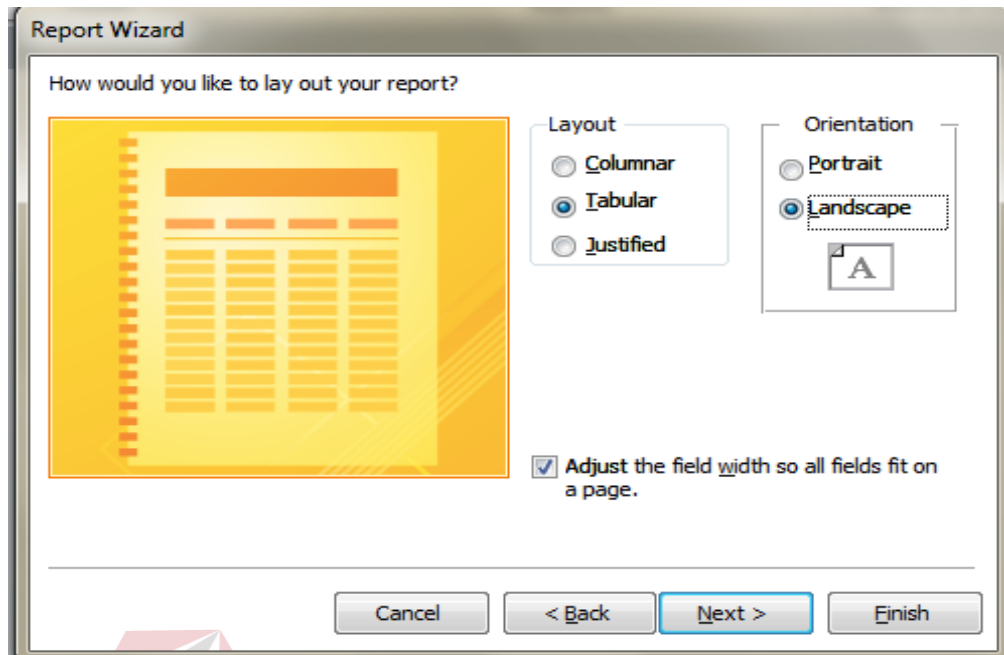 Report Wizard
How would you like to lay out your report?
Layout
Columnar
Tabular
Justified
Orientation
Portrait
Landscape
A
Adjust the field width so all fields fit on
a page.
Cancel
< Back
Next >
Finish